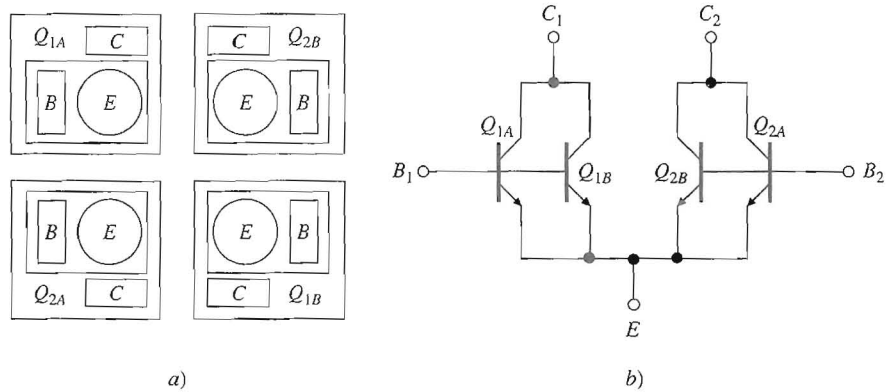 Q1A C
C Q2B
B E
E B
B E
E B
Q2A C
C Q1B
a)
C1 C2
Q1A Q2A
B1 Q1B Q2B B2
E
b)